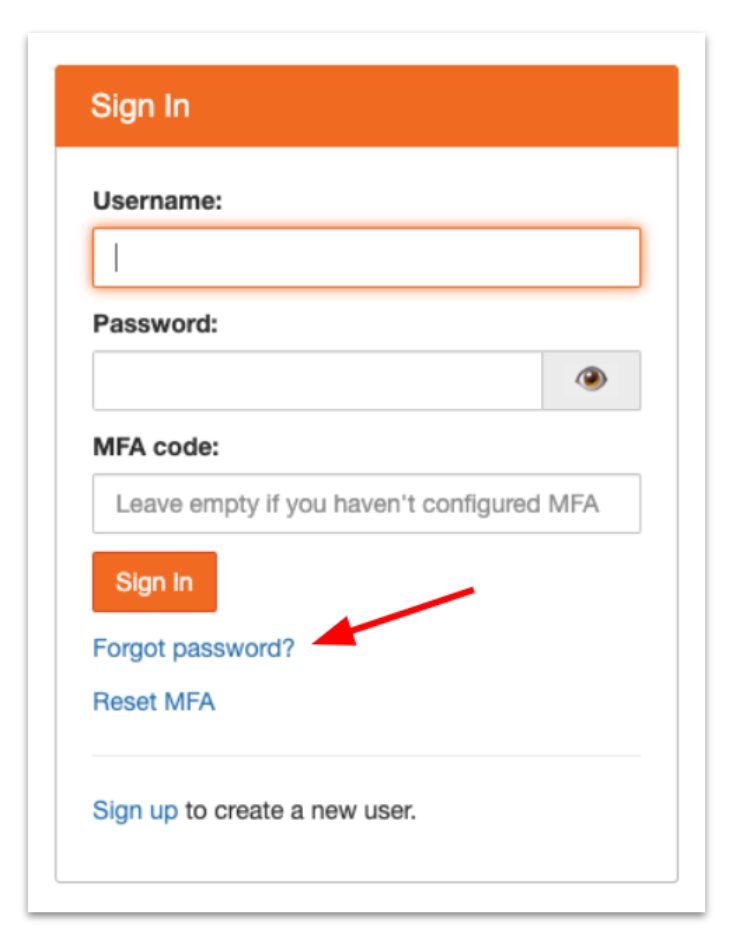 Sign In
Username:
Password:
MFA code:
Leave empty if you haven't configured MFA
Sign In
Forgot password?
Reset MFA
Sign up to create a new user.